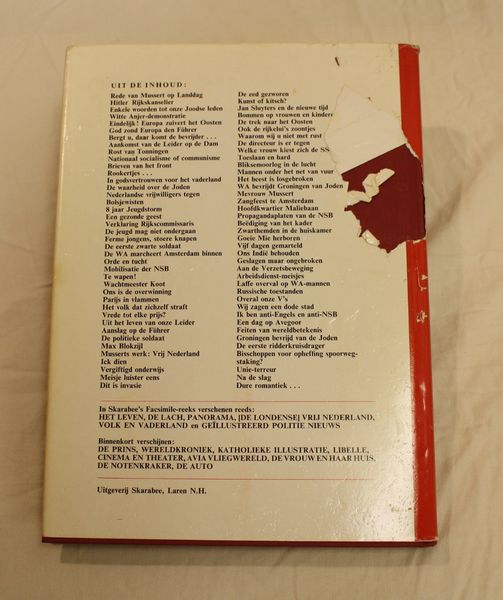 UIT DE INHOUD:
Rede van Mussert op Landdag
Hitler Rijkskanselier
Enkele woorden tot onze Joodse leden
Witte Anjer-demonstratie
Eindelijk! Europa zuivert het Oosten
God zond Europa den Führer
Bergt u, daar komt de bevrijder . . .
Aankomst van de Leider op de Dam
Rost van Tonningen
Nationaal socialisme of communisme
Brieven van het front
Rookertjes . . .
In godsvertrouwen voor het vaderland
De waarheid over de Joden
Nederlandse vrijwilligers tegen
Bolsjewisten
8 jaar Jeugdstorm
Een gezonde geest
Verklaring Rijkscommissaris
De jeugd mag niet ondergaan
Ferme jongens, stoere knapen
De eerste zwarte soldaat
De WA marcheert Amsterdam binnen
Orde en tucht
Mobilisatie der NSB
Te wapen!
Wachtmeester Koot
Ons is de overwinning
Parijs in vlammen
Het volk dat zichzelf straft
Vrede tot elke prijs?
Uit het leven van onze Leider
Aanslag op de Führer
De politieke soldaat
Max Blokzijl
Musserts werk: Vrij Nederland
Ick dien
Vergiftigd onderwijs
Meisje luister eens
Dit is invasie
De eed gezworen
Kunst of kitsch?
Jan Sluyters en de nieuwe tijd
Bommen op vrouwen en kinderen
De trek naar het Oosten
Ook de rijkelui's zoontjes
Waarom wij u niet met rust
De directeur is er tegen
Welke vrouw kiest zich de SS
Toeslaan en hard
Bliksemoorlog in de lucht
Mannen onder het net van vuur
Het beest is losgebroken
WA bevrijdt Groningen van Joden
Mevrouw Mussert
Zangfeest te Amsterdam
Hoofdkwartier Maliebaan
Propagandaplaten van de NSB
Beëdiging van het kader
Zwarthemden in de huiskamer
Goeie Mie herboren
Vijf dagen gemarteld
Ons Indië behouden
Geslagen maar ongebroken
Aan de Verzetsbeweging
Arbeidsdienst-meisjes
Laffe overval op WA-mannen
Russische toestanden
Overal onze V's
Wij zagen een dode stad
Ik ben anti-Engels en anti-NSB
Een dag op Avegoor
Feiten van wereldbetekenis
Groningen bevrijd van de Joden
De eerste ridderkruisdrager
Bisschoppen voor opheffing spoorweg-
staking?
Unie-terreur
Na de slag
Dure romantiek . . .
In Skarabee's Facsimile-reeks verschenen reeds:
HET LEVEN, DE LACH, PANORAMA, [DE LONDENSE] VRIJ NEDERLAND,
VOLK EN VADERLAND en GEÏLLUSTREERD POLITIE NIEUWS
Binnenkort verschijnen:
DE PRINS, WERELDKRONIEK, KATHOLIEKE ILLUSTRATIE, LIBELLE,
CINEMA EN THEATER, AVIA VLIEGWERELD, DE VROUW EN HAAR HUIS,
DE NOTENKRAKER, DE AUTO
Uitgeverij Skarabee, Laren N.H.